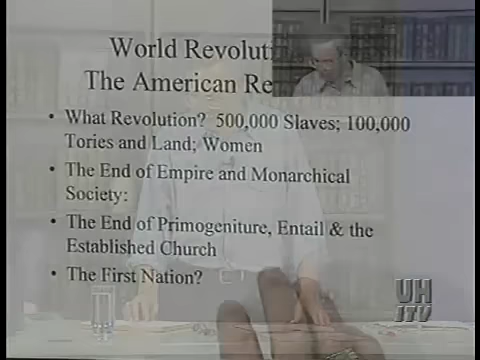 World Revoluti
The American Re
• What Revolution? 500,000 Slaves; 100,000
Tories and Land; Women
• The End of Empire and Monarchical
Society:
• The End of Primogeniture, Entail & the
Established Church
• The First Nation?
UH
ITV